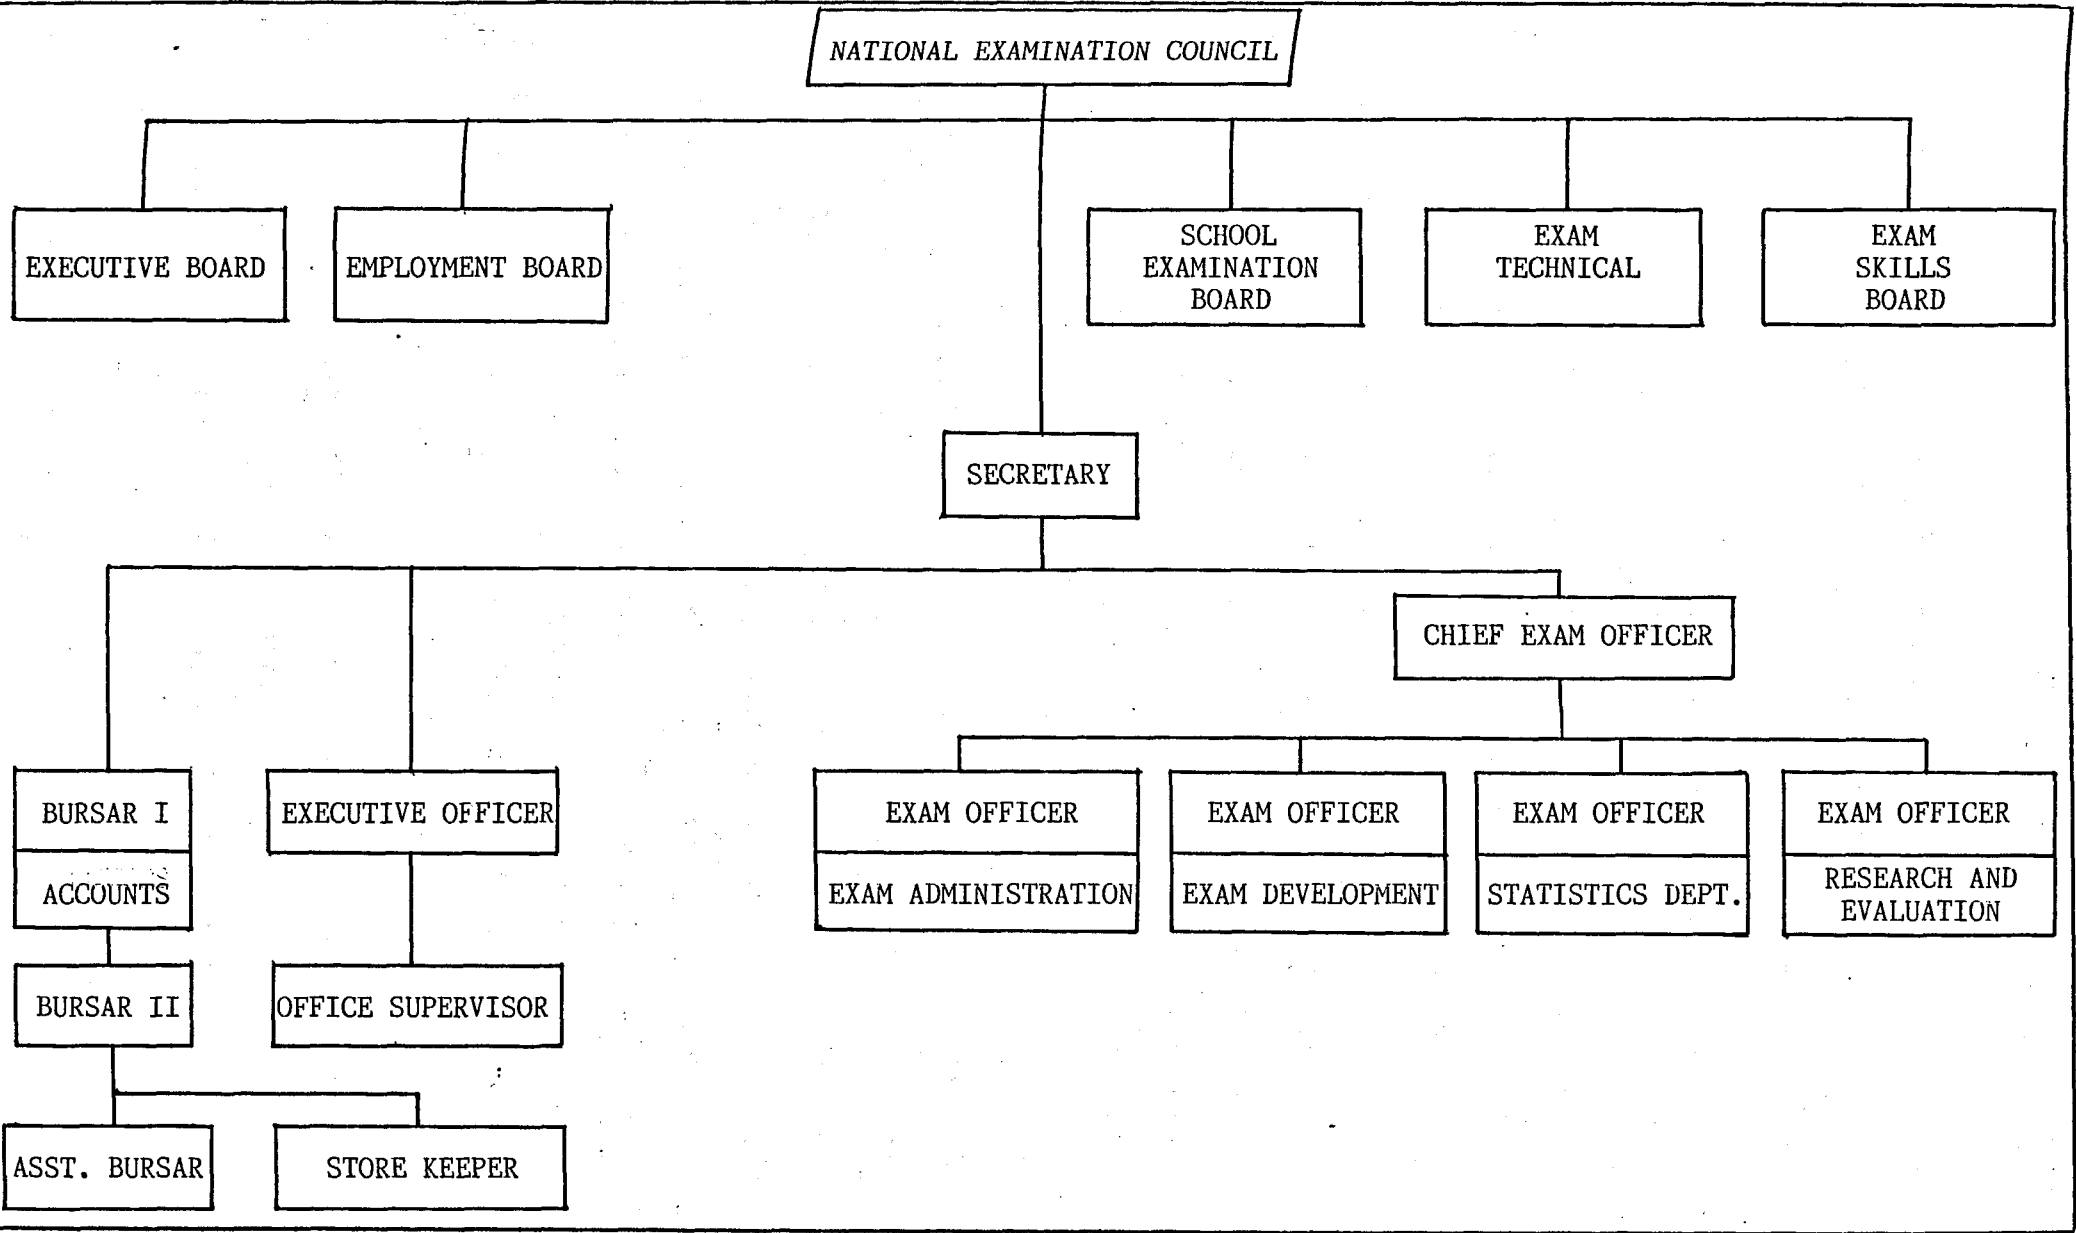 NATIONAL EXAMINATION COUNCIL
EXECUTIVE BOARD
EMPLOYMENT BOARD
SCHOOL
EXAMINATION
BOARD
EXAM
TECHNICAL
EXAM
SKILLS
BOARD
SECRETARY
CHIEF EXAM OFFICER
BURSAR I
ACCOUNTS
EXECUTIVE OFFICER
EXAM OFFICER
EXAM ADMINISTRATION
EXAM OFFICER
EXAM DEVELOPMENT
EXAM OFFICER
STATISTICS DEPT.
EXAM OFFICER
RESEARCH AND
EVALUATION
BURSAR II
OFFICE SUPERVISOR
ASST. BURSAR
STORE KEEPER